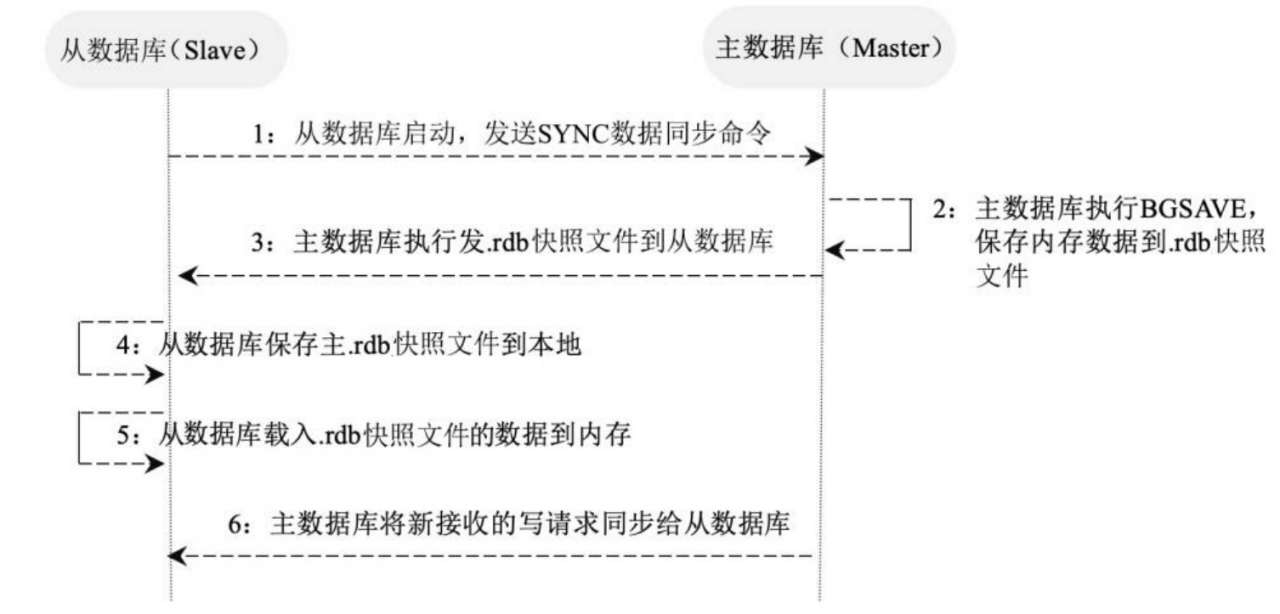 从数据库（Slave）
主数据库（Master）
1：从数据库启动，发送SYNC数据同步命令
2：主数据库执行BGSAVE，
保存内存数据到.rdb快照
文件
3：主数据库执行发.rdb快照文件到从数据库
4：从数据库保存主.rdb快照文件到本地
5：从数据库载入.rdb快照文件的数据到内存
6：主数据库将新接收的写请求同步给从数据库